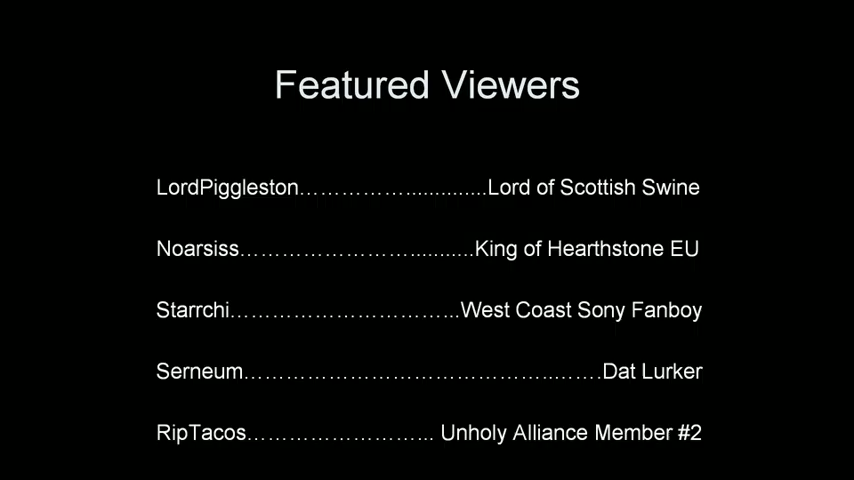 Featured Viewers
LordPiggleston……………..............Lord of Scottish Swine
Noarsiss……………………...........King of Hearthstone EU
Starrchi…………………………...West Coast Sony Fanboy
Serneum……………………………………..…….Dat Lurker
RipTacos……………………... Unholy Alliance Member #2